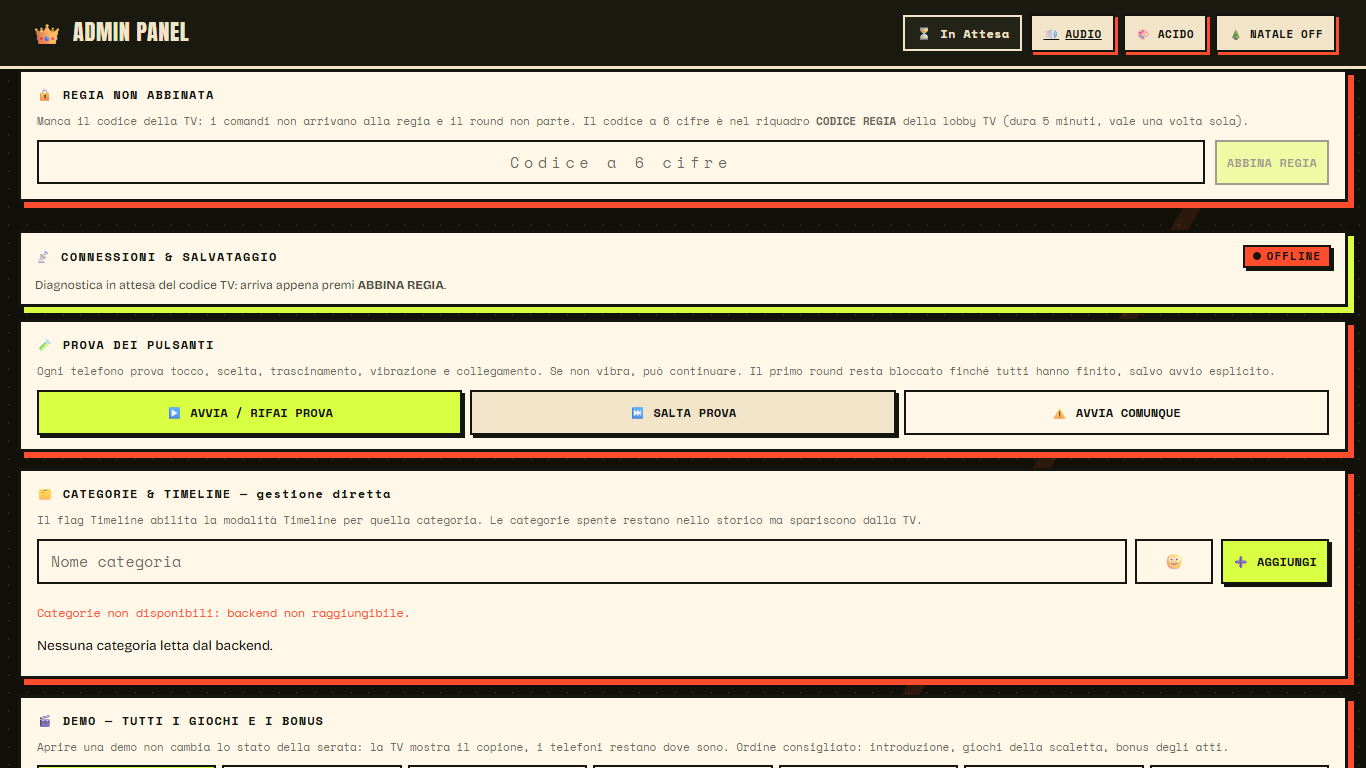 ADMIN PANEL
In Attesa
AUDIO
ACIDO
NATALE OFF
REGIA NON ABBINATA
Manca il codice della TV: i comandi non arrivano alla regia e il round non parte. Il codice a 6 cifre è nel riquadro CODICE REGIA della lobby TV (dura 5 minuti, vale una volta sola).
Codice a 6 cifre
ABBINA REGIA
CONNESSIONI & SALVATAGGIO
OFFLINE
Diagnostica in attesa del codice TV: arriva appena premi ABBINA REGIA.
PROVA DEI PULSANTI
Ogni telefono prova tocco, scelta, trascinamento, vibrazione e collegamento. Se non vibra, può continuare. Il primo round resta bloccato finché tutti hanno finito, salvo avvio esplicito.
AVVIA / RIFAI PROVA
SALTA PROVA
AVVIA COMUNQUE
CATEGORIE & TIMELINE — gestione diretta
Il flag Timeline abilita la modalità Timeline per quella categoria. Le categorie spente restano nello storico ma spariscono dalla TV.
Nome categoria
AGGIUNGI
Categorie non disponibili: backend non raggiungibile.
Nessuna categoria letta dal backend.
DEMO — TUTTI I GIOCHI E I BONUS
Aprire una demo non cambia lo stato della serata: la TV mostra il copione, i telefoni restano dove sono. Ordine consigliato: introduzione, giochi della scaletta, bonus degli atti.